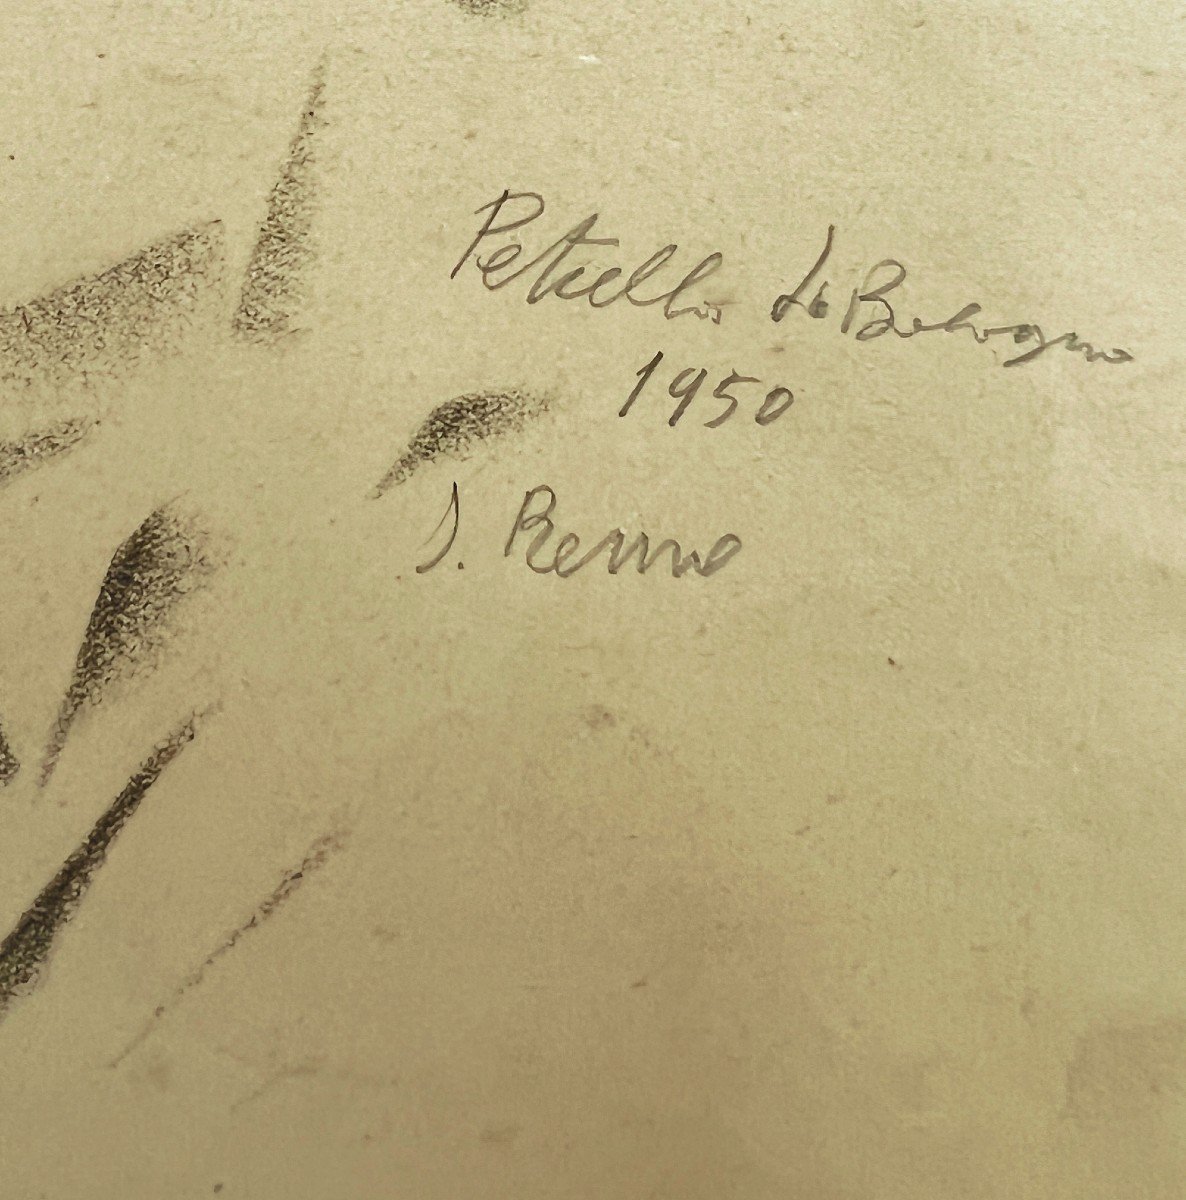 Petrella da Bologna
1950
S. Remo